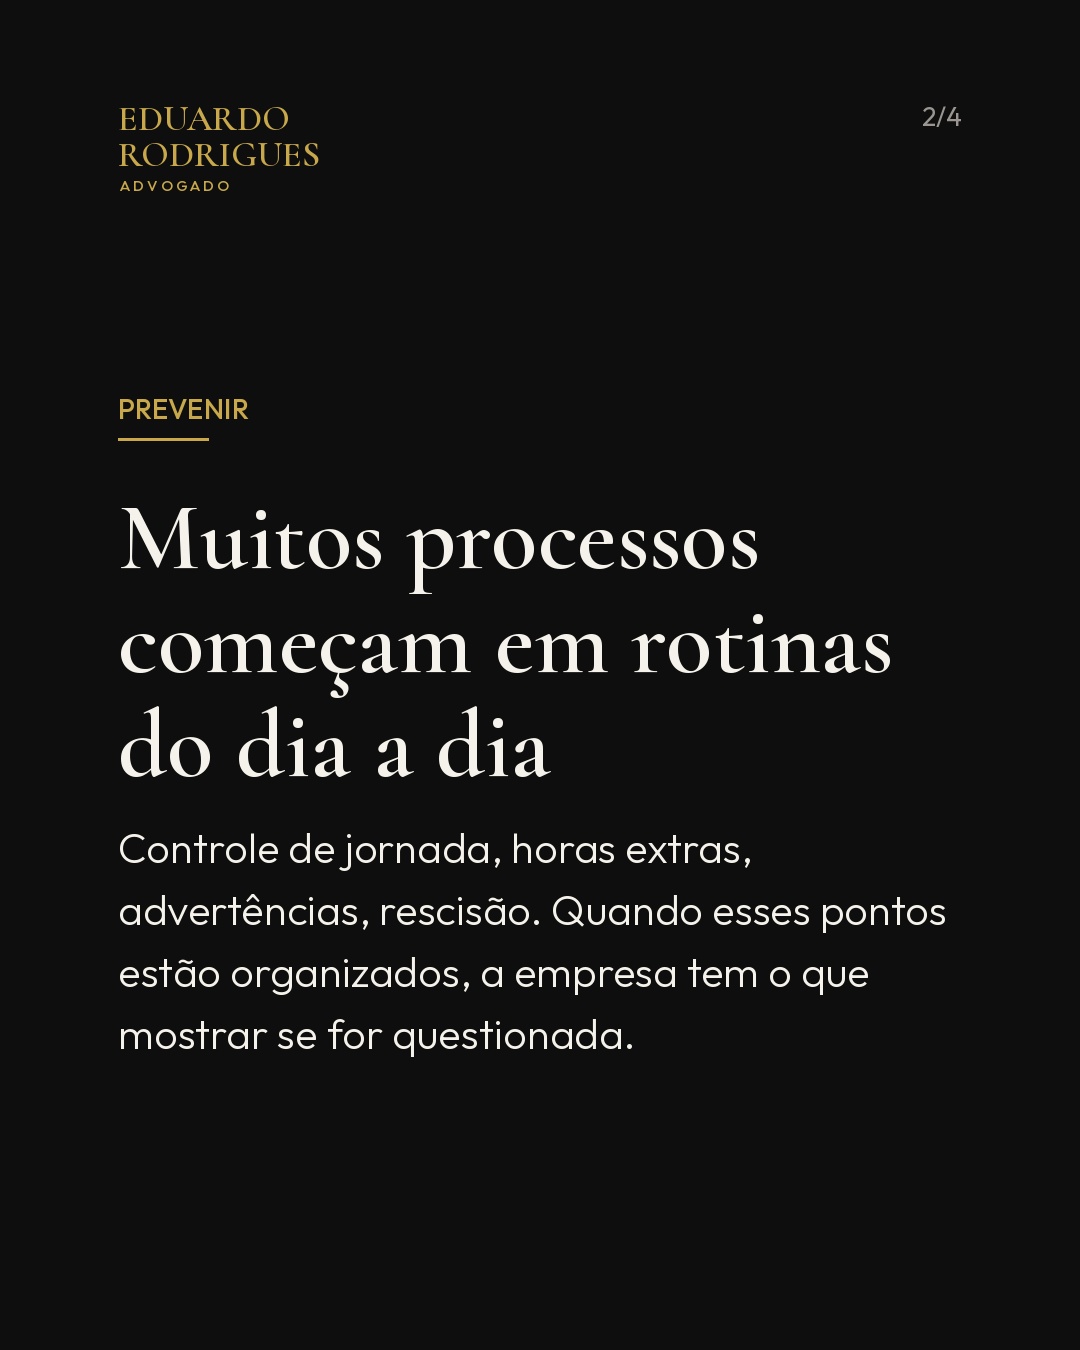 EDUARDO
RODRIGUES
ADVOGADO
2/4
PREVENIR
Muitos processos
começam em rotinas
do dia a dia
Controle de jornada, horas extras,
advertências, rescisão. Quando esses pontos
estão organizados, a empresa tem o que
mostrar se for questionada.